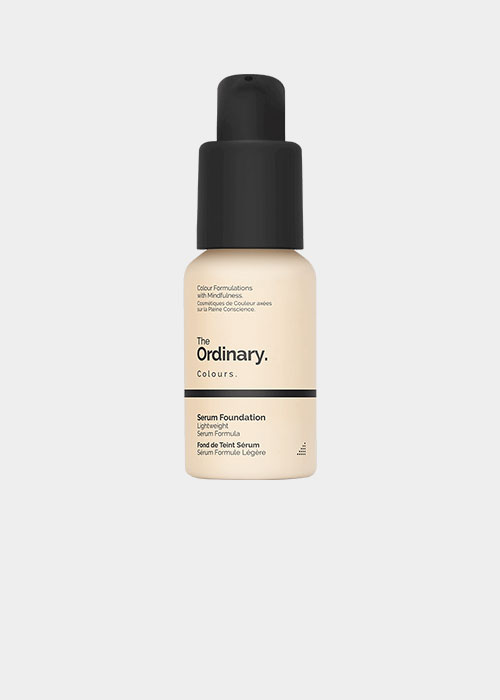 Colour Formulations
with Mindfulness.
Cosmétiques de Couleur axées
sur la Pleine Conscience.
The
Ordinary.
Colours.
Serum Foundation
Lightweight
Serum Formula
Fond de Teint Sérum
Sérum Formule Légère